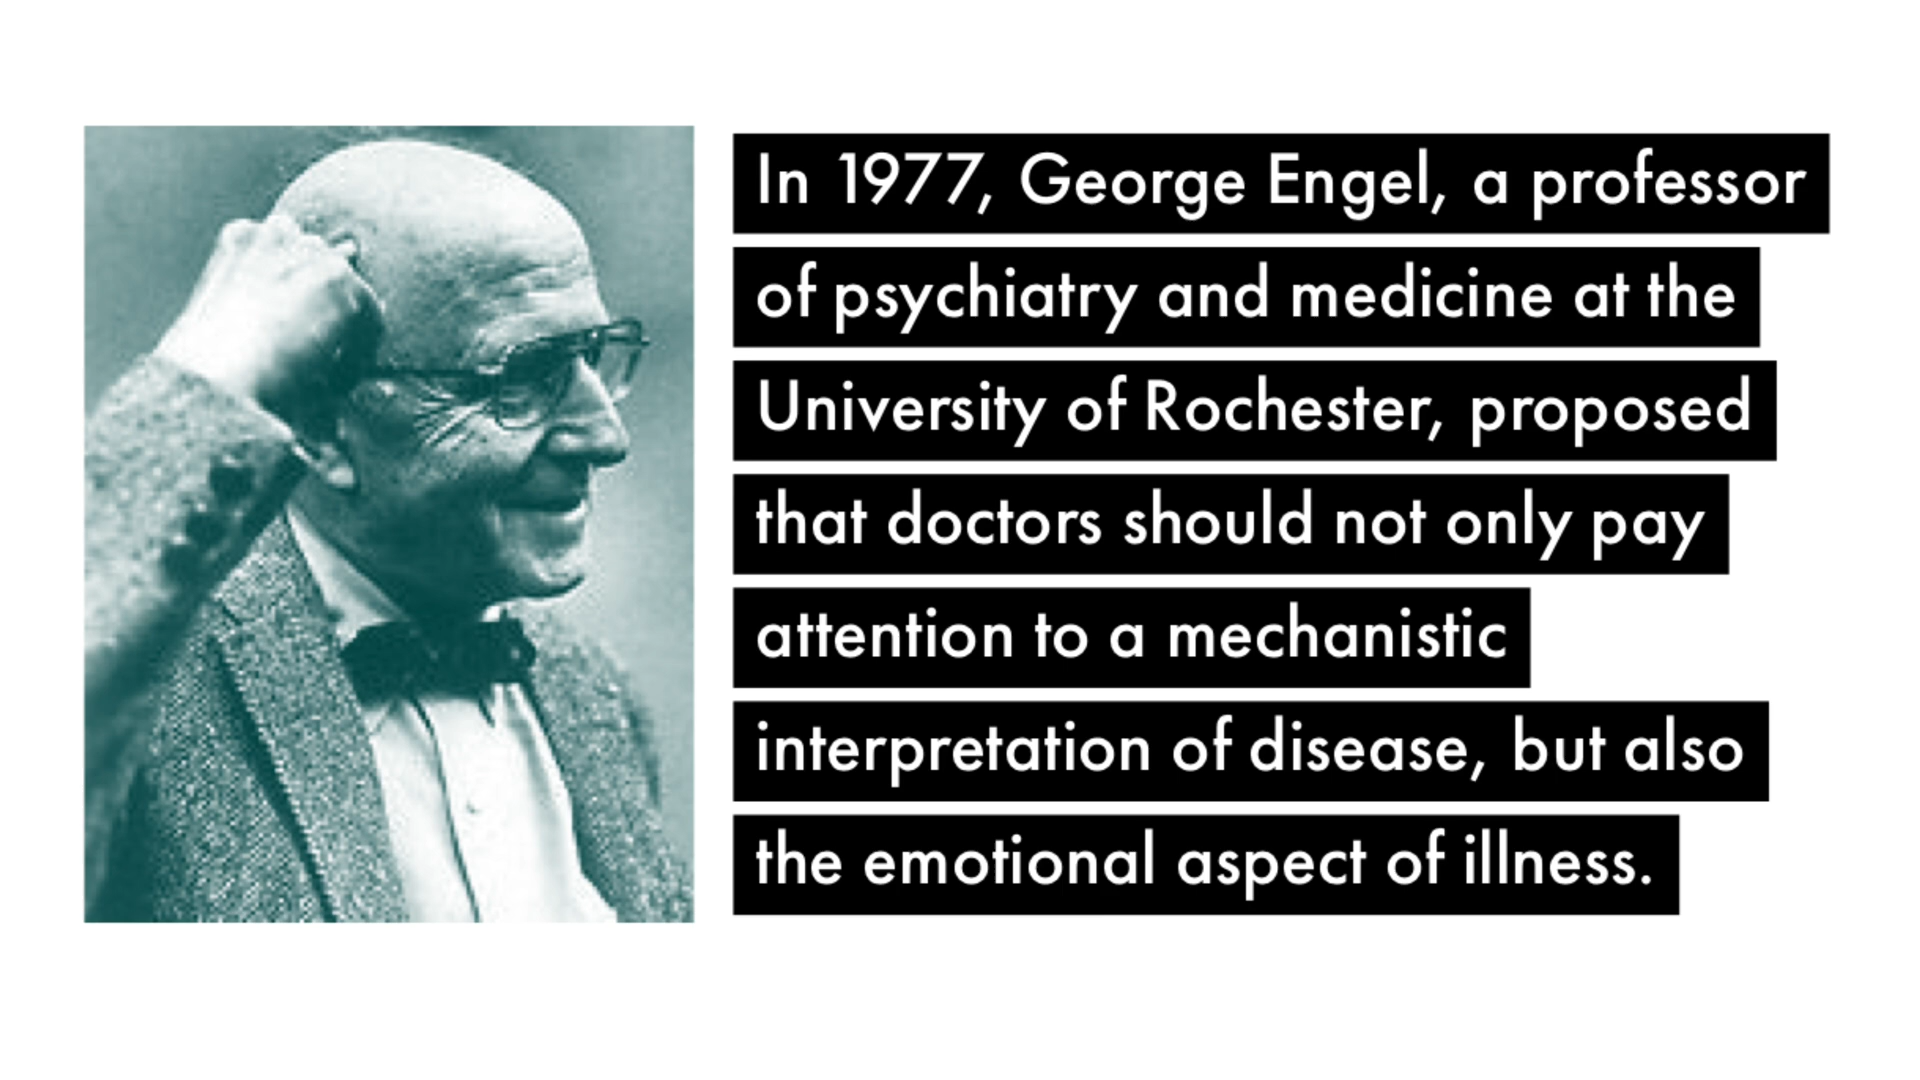 In 1977, George Engel, a professor
of psychiatry and medicine at the
University of Rochester, proposed
that doctors should not only pay
attention to a mechanistic
interpretation of disease, but also
the emotional aspect of illness.